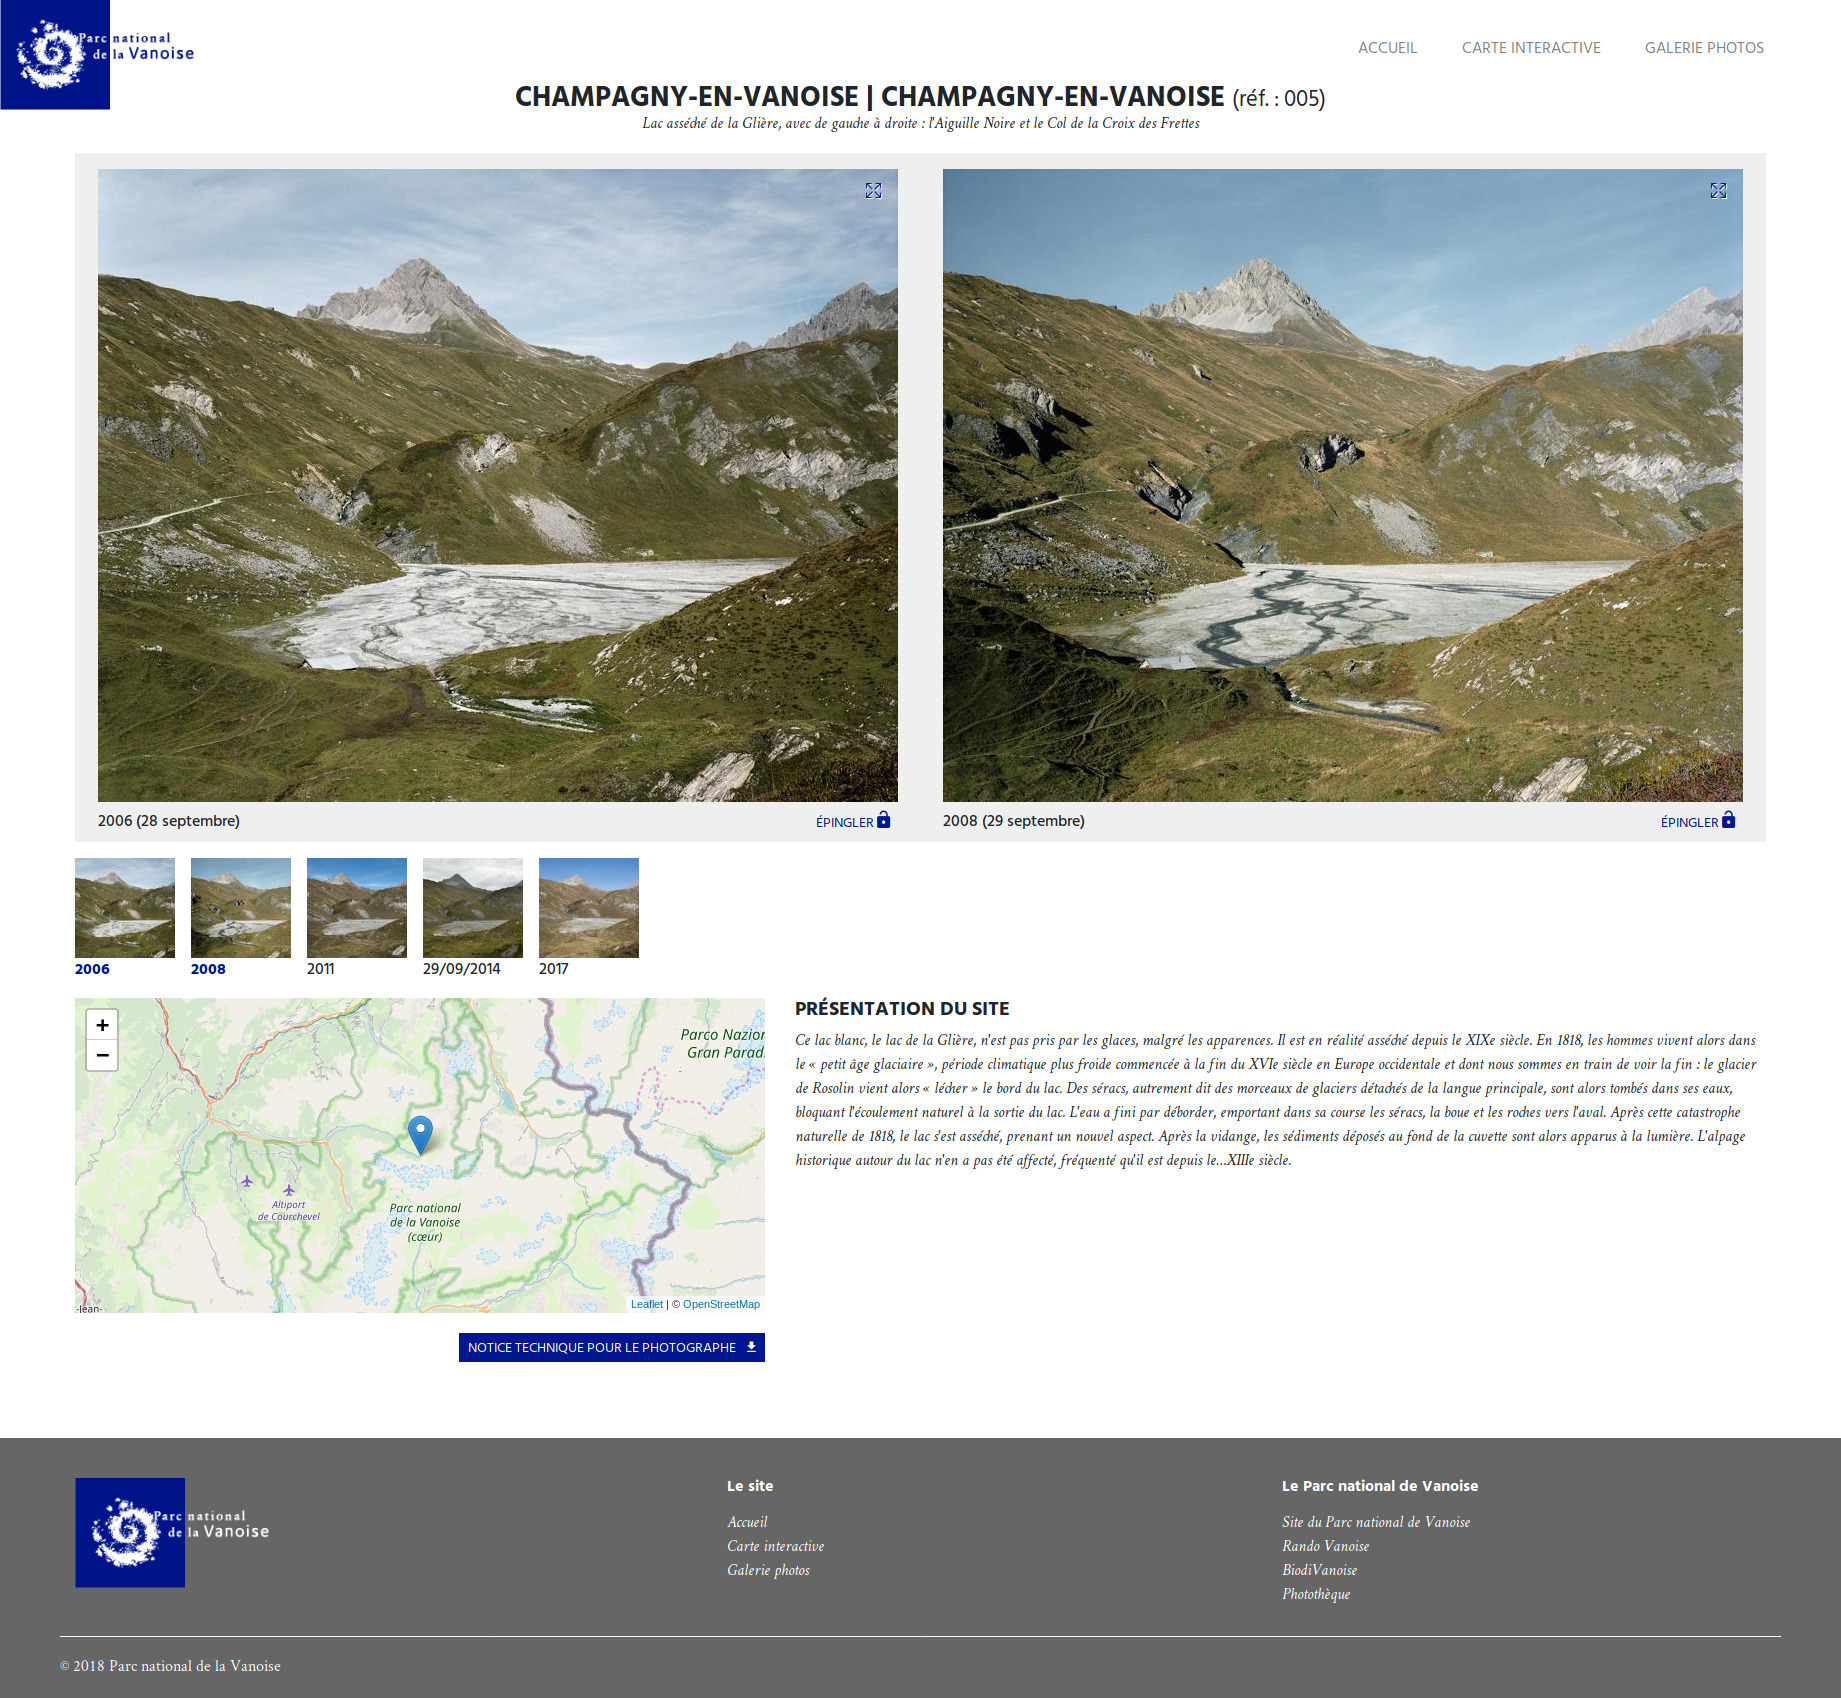 Parc national
de la Vanoise
ACCUEIL
CARTE INTERACTIVE
GALERIE PHOTOS
CHAMPAGNY-EN-VANOISE | CHAMPAGNY-EN-VANOISE (réf. : 005)
Lac asséché de la Glière, avec de gauche à droite : l'Aiguille Noire et le Col de la Croix des Frettes
2006 (28 septembre)
ÉPINGLER
2008 (29 septembre)
ÉPINGLER
2006
2008
2011
29/09/2014
2017
+
−
Parco Nazion
Gran Paradi
Altiport
de Courchevel
Parc national
de la Vanoise
(cœur)
t-Jean-
Leaflet | © OpenStreetMap
NOTICE TECHNIQUE POUR LE PHOTOGRAPHE
PRÉSENTATION DU SITE
Ce lac blanc, le lac de la Glière, n'est pas pris par les glaces, malgré les apparences. Il est en réalité asséché depuis le XIXe siècle. En 1818, les hommes vivent alors dans
le « petit âge glaciaire », période climatique plus froide commencée à la fin du XVIe siècle en Europe occidentale et dont nous sommes en train de voir la fin : le glacier
de Rosolin vient alors « lécher » le bord du lac. Des séracs, autrement dit des morceaux de glaciers détachés de la langue principale, sont alors tombés dans ses eaux,
bloquant l'écoulement naturel à la sortie du lac. L'eau a fini par déborder, emportant dans sa course les séracs, la boue et les roches vers l'aval. Après cette catastrophe
naturelle de 1818, le lac s'est asséché, prenant un nouvel aspect. Après la vidange, les sédiments déposés au fond de la cuvette sont alors apparus à la lumière. L'alpage
historique autour du lac n'en a pas été affecté, fréquenté qu'il est depuis le...XIIIe siècle.
Parc national
de la Vanoise
Le site
Accueil
Carte interactive
Galerie photos
Le Parc national de Vanoise
Site du Parc national de Vanoise
Rando Vanoise
BiodiVanoise
Photothèque
© 2018 Parc national de la Vanoise